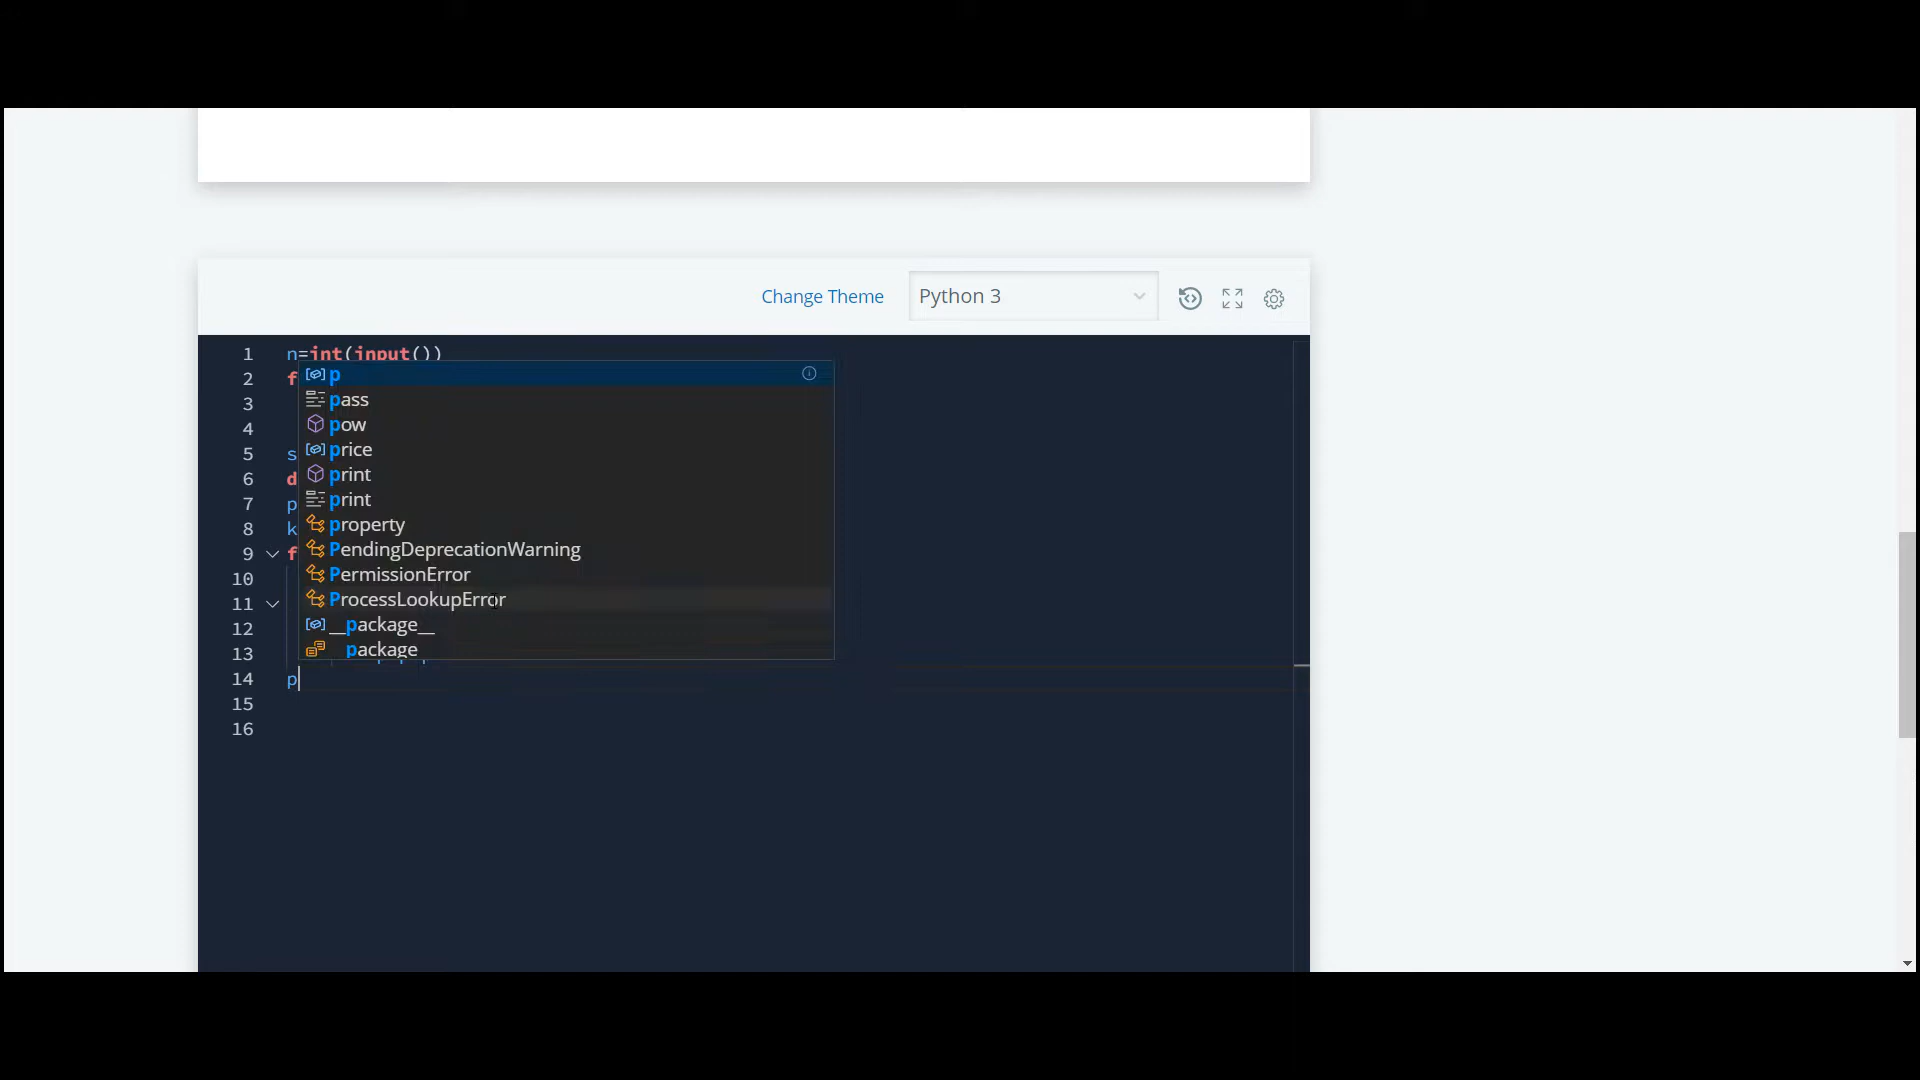 Change Theme
Python 3
1 n=int(input())
2 f
3
4
5 s
6 d
7 p
8 k
9 f
10
11
12
13
14 p
15
16
p
pass
pow
price
print
print
property
PendingDeprecationWarning
PermissionError
ProcessLookupError
__package__
package